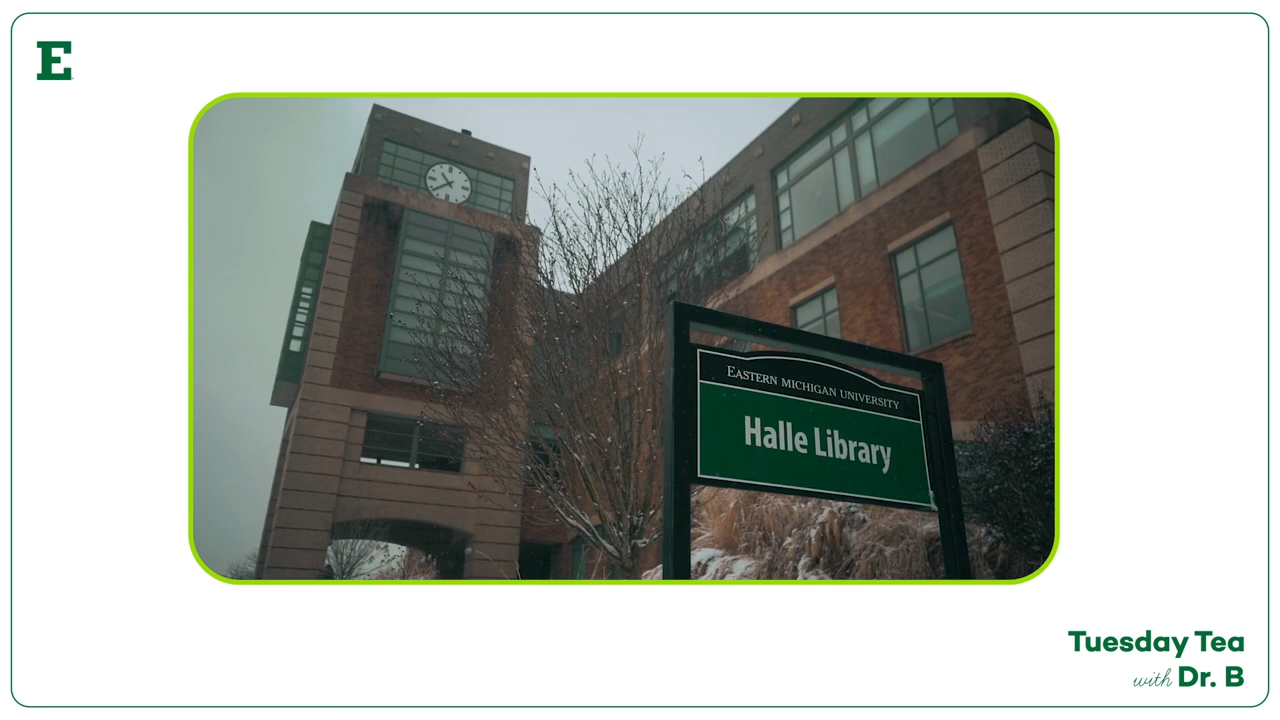 E
EASTERN MICHIGAN UNIVERSITY
Halle Library
Tuesday Tea
with Dr. B